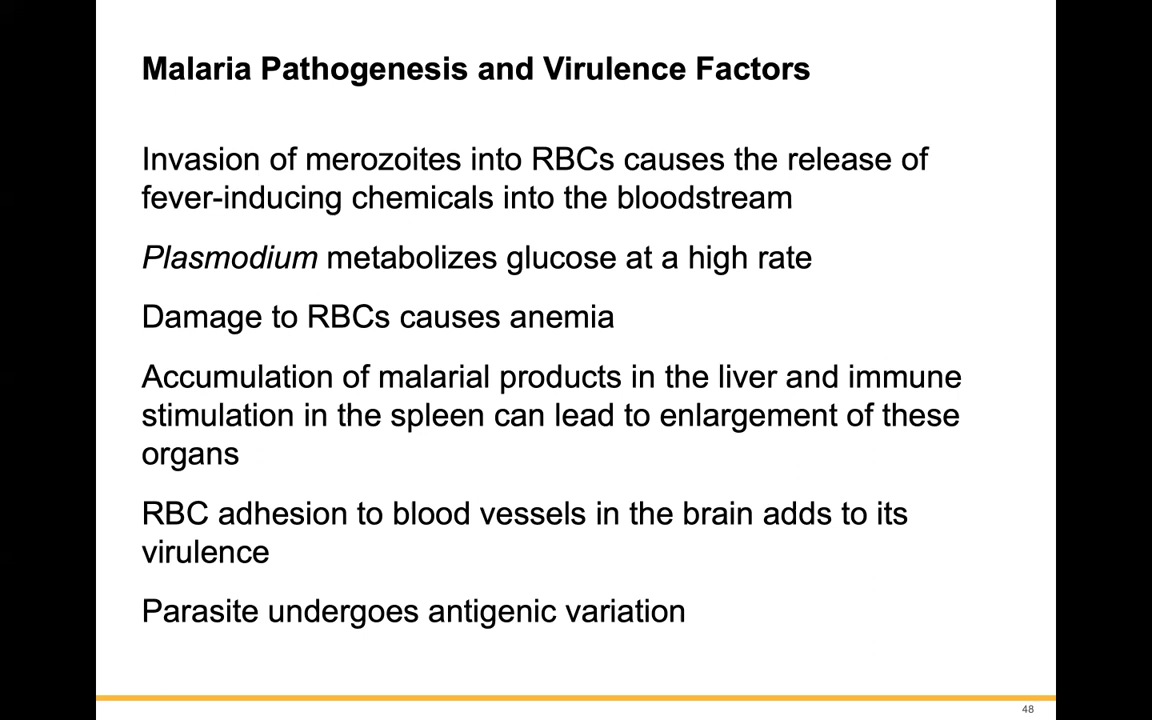 Malaria Pathogenesis and Virulence Factors
Invasion of merozoites into RBCs causes the release of
fever-inducing chemicals into the bloodstream
Plasmodium metabolizes glucose at a high rate
Damage to RBCs causes anemia
Accumulation of malarial products in the liver and immune
stimulation in the spleen can lead to enlargement of these
organs
RBC adhesion to blood vessels in the brain adds to its
virulence
Parasite undergoes antigenic variation
48